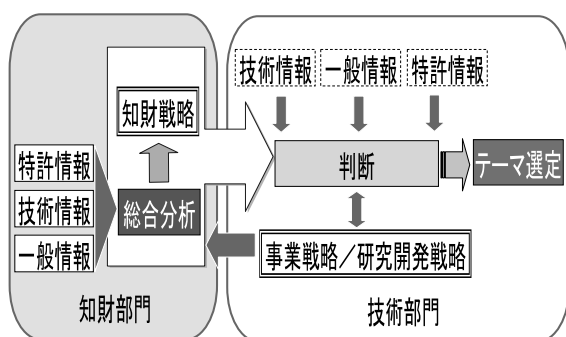 知財戦略
特許情報
技術情報
一般情報
総合分析
知財部門
技術情報
一般情報
特許情報
判断
テーマ選定
事業戦略／研究開発戦略
技術部門